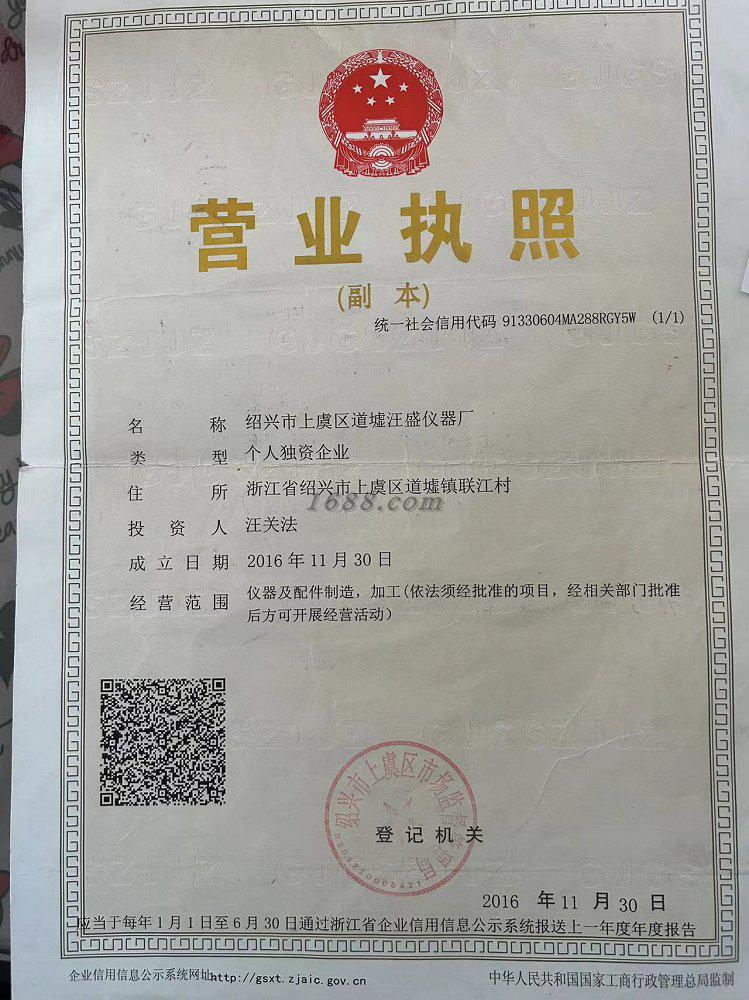 营业执照
(副 本)
统一社会信用代码 91330604MA288RGY5W (1/1)
名 称 绍兴市上虞区道墟汪盛仪器厂
类 型 个人独资企业
住 所 浙江省绍兴市上虞区道墟镇联江村
1688.com
投 资 人 汪关法
成 立 日 期 2016 年 11 月 30 日
经 营 范 围 仪器及配件制造，加工(依法须经批准的项目，经相关部门批准
后方可开展经营活动）
绍兴市上虞区市场监督管理局
登 记 机 关
2016 年 11 月 30 日
应当于每年 1 月 1 日至 6 月 30 日通过浙江省企业信用信息公示系统报送上一年度年度报告
企业信用信息公示系统网址:http://gsxt.zjaic.gov.cn
中华人民共和国国家工商行政管理总局监制